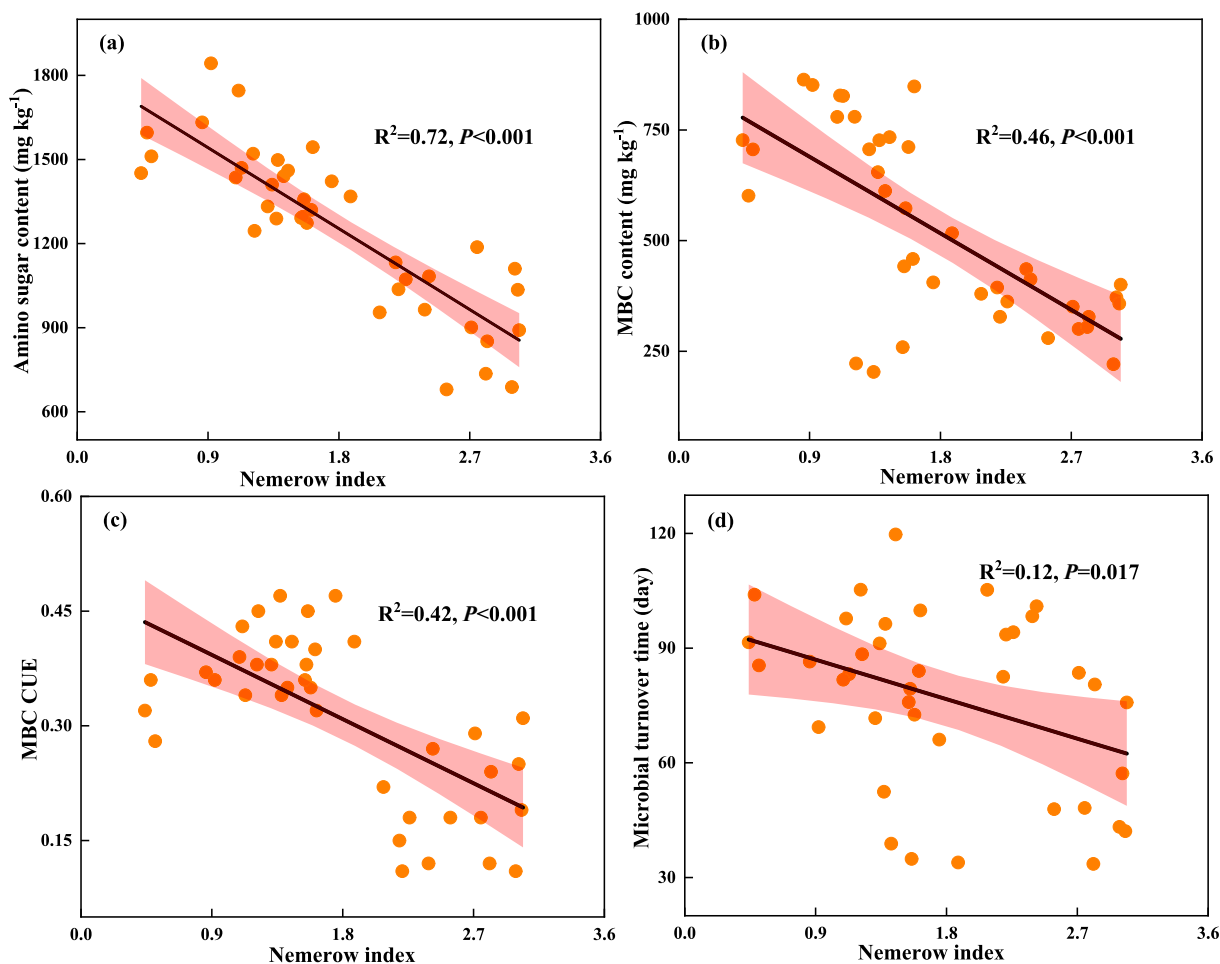 (a)
R²=0.72, P<0.001
Amino sugar content (mg kg⁻¹)
1800
1500
1200
900
600
0.0 0.9 1.8 2.7 3.6
Nemerow index
(b)
R²=0.46, P<0.001
MBC content (mg kg⁻¹)
1000
750
500
250
0.0 0.9 1.8 2.7 3.6
Nemerow index
(c)
R²=0.42, P<0.001
MBC CUE
0.60
0.45
0.30
0.15
0.0 0.9 1.8 2.7 3.6
Nemerow index
(d)
R²=0.12, P=0.017
Microbial turnover time (day)
120
90
60
30
0.0 0.9 1.8 2.7 3.6
Nemerow index